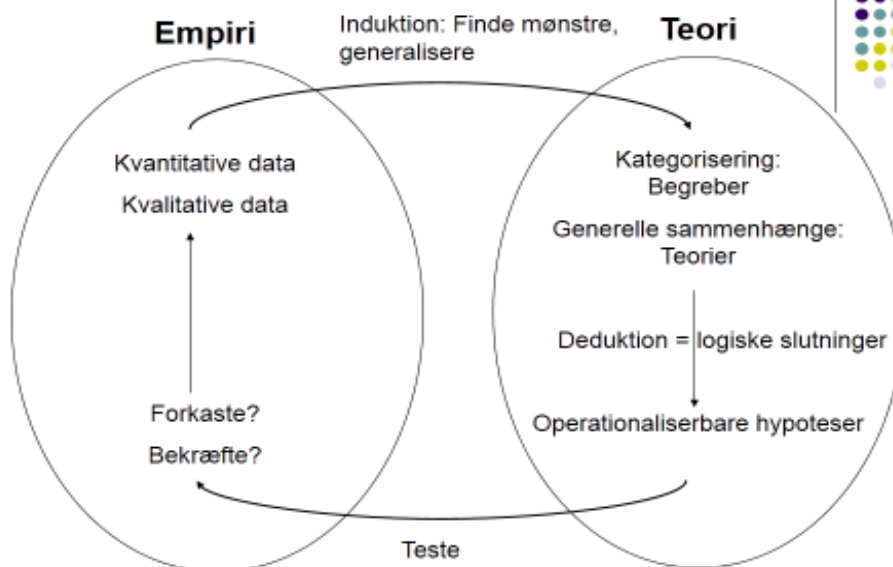 Empiri
Induktion: Finde mønstre,
generalisere
Teori
Kvantitative data
Kvalitative data
Forkaste?
Bekræfte?
Kategorisering:
Begreber
Generelle sammenhænge:
Teorier
Deduktion = logiske slutninger
Operationaliserbare hypoteser
Teste